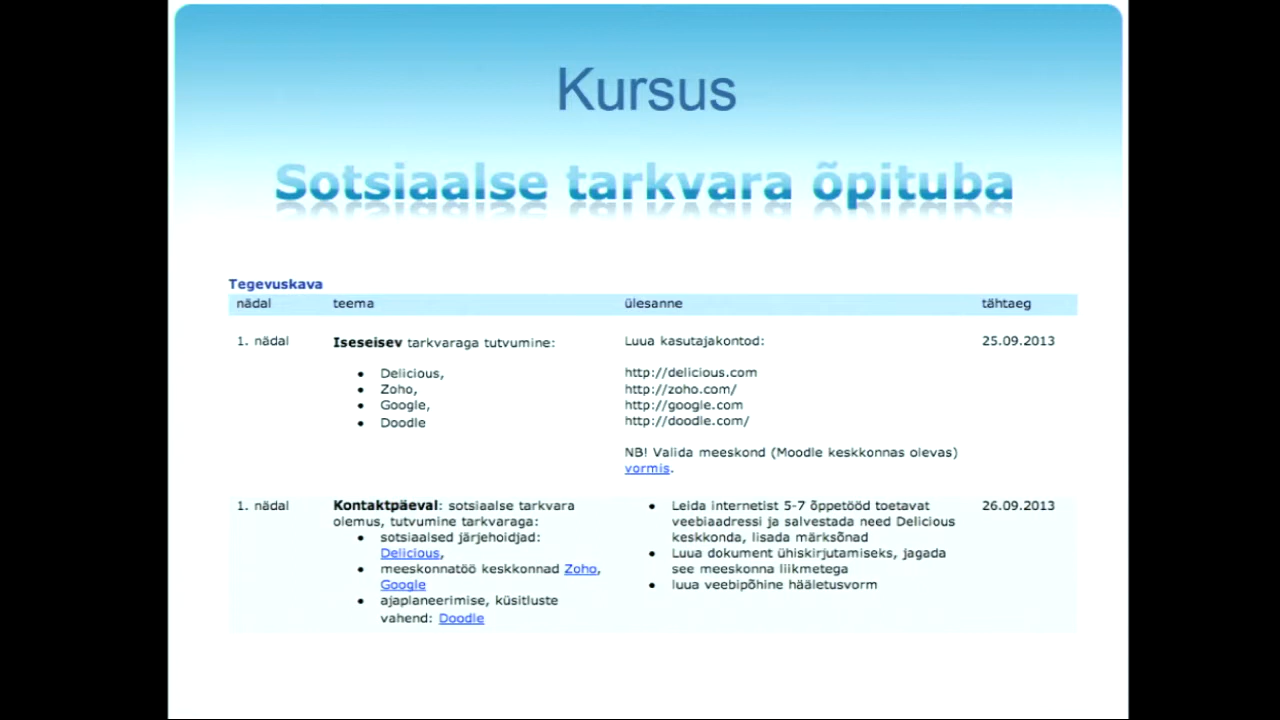 Kursus
Sotsiaalse tarkvara õpituba
Tegevuskava
nädal teema ülesanne tähtaeg
1. nädal Iseseisev tarkvaraga tutvumine: Luua kasutajakontod: 25.09.2013
• Delicious, http://delicious.com
• Zoho, http://zoho.com/
• Google, http://google.com
• Doodle http://doodle.com/
NB! Valida meeskond (Moodle keskkonnas olevas)
vormis.
1. nädal Kontaktpäeval: sotsiaalse tarkvara • Leida internetist 5-7 õppetööd toetavat 26.09.2013
olemus, tutvumine tarkvaraga: veebiaadressi ja salvestada need Delicious
• sotsiaalsed järjehoidjad: keskkonda, lisada märksõnad
Delicious, • Luua dokument ühiskirjutamiseks, jagada
• meeskonnatöö keskkonnad Zoho, see meeskonna liikmetega
Google • luua veebipõhine hääletusvorm
• ajaplaneerimise, küsitluste
vahend: Doodle